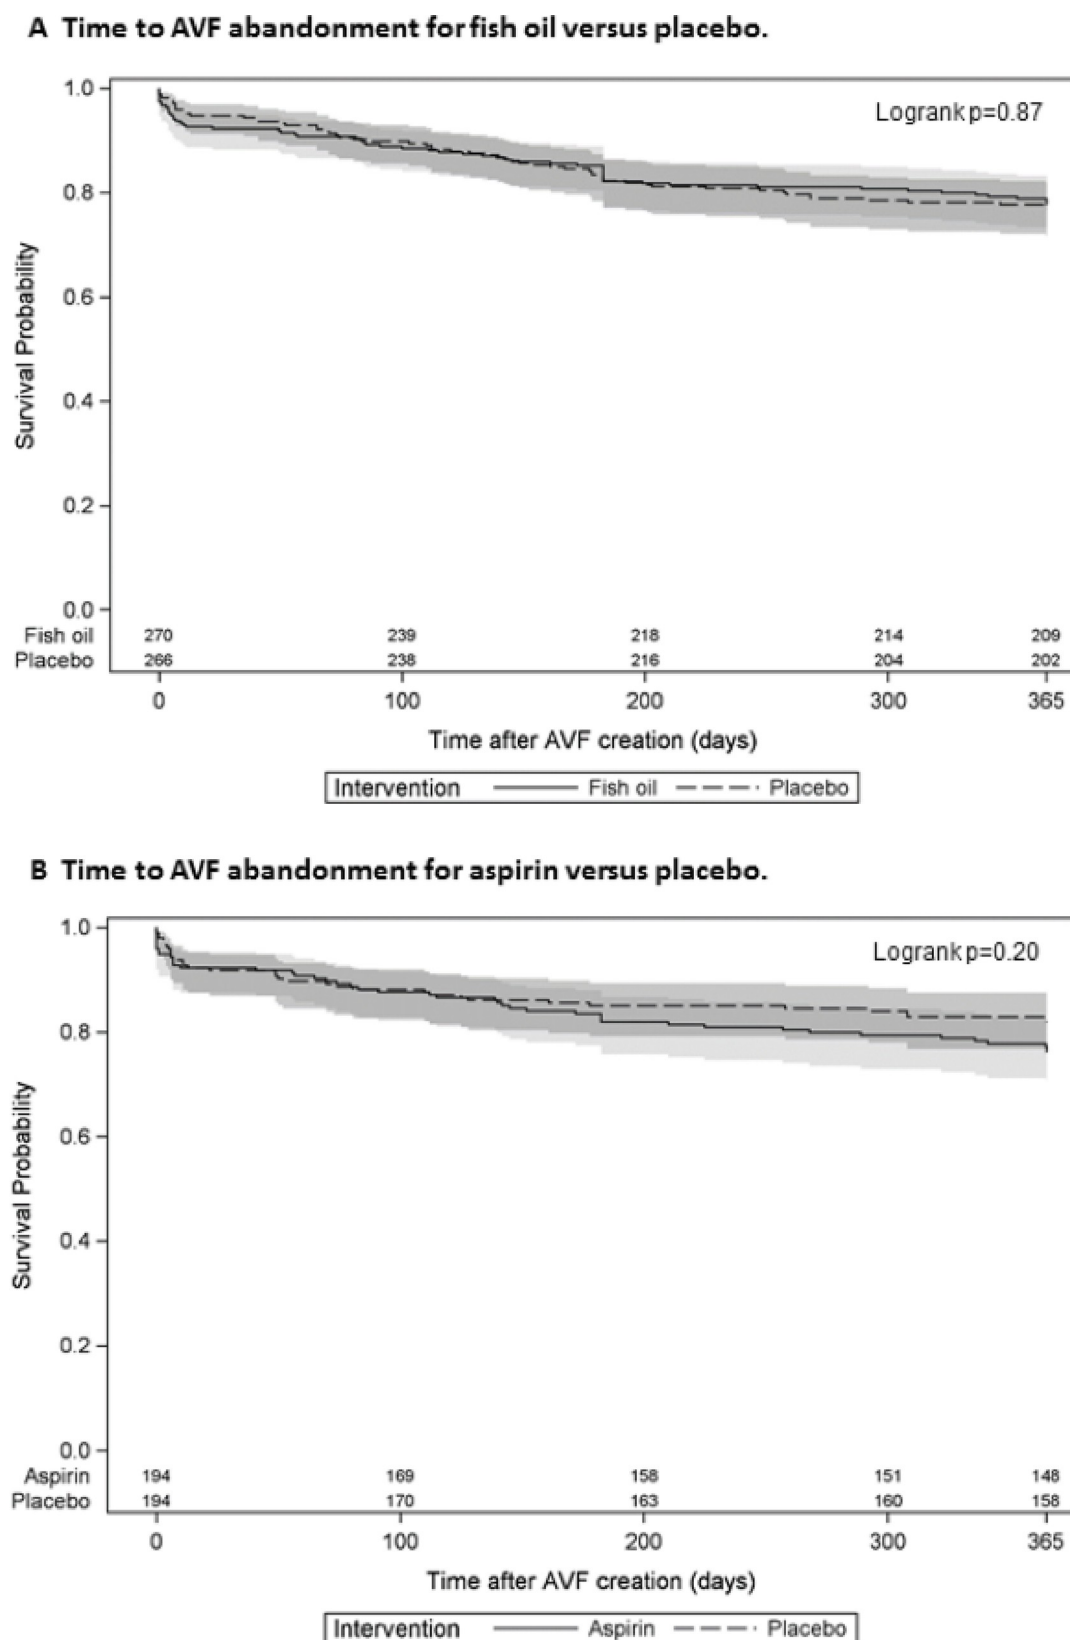 A Time to AVF abandonment for fish oil versus placebo.
1.0
Logrank p=0.87
0.8
0.6
0.4
0.2
0.0
Survival Probability
Fish oil 270 239 218 214 209
Placebo 266 238 216 204 202
0 100 200 300 365
Time after AVF creation (days)
Intervention Fish oil Placebo
B Time to AVF abandonment for aspirin versus placebo.
1.0
Logrank p=0.20
0.8
0.6
0.4
0.2
0.0
Survival Probability
Aspirin 194 169 158 151 148
Placebo 194 170 163 160 158
0 100 200 300 365
Time after AVF creation (days)
Intervention Aspirin Placebo